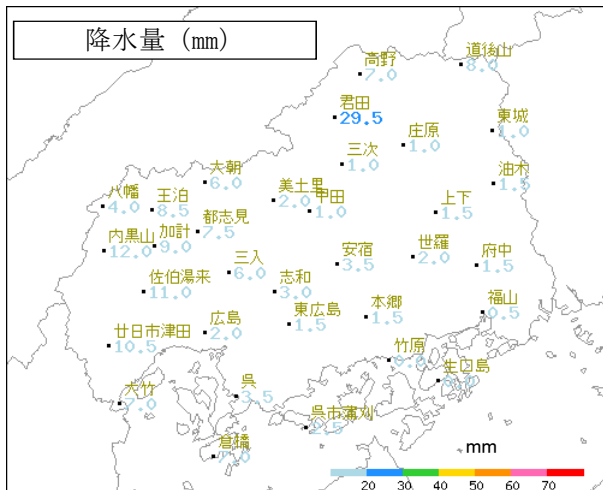 降水量 (mm)
高野
7.0
道後山
8.0
君田
29.5
東城
1.0
庄原
1.0
三次
1.0
大朝
6.0
油木
1.5
八幡
4.0
王泊
8.5
美土里
2.0
甲田
1.0
上下
1.5
都志見
7.5
内黒山
12.0
加計
9.0
三入
6.0
安宿
3.5
世羅
2.0
府中
1.5
佐伯湯来
11.0
志和
3.0
東広島
1.5
本郷
1.5
福山
0.5
廿日市津田
10.5
広島
2.0
竹原
生口島
大竹
7.0
呉
3.5
呉市蒲刈
2.5
倉橋
7.0
mm
20 30 40 50 60 70